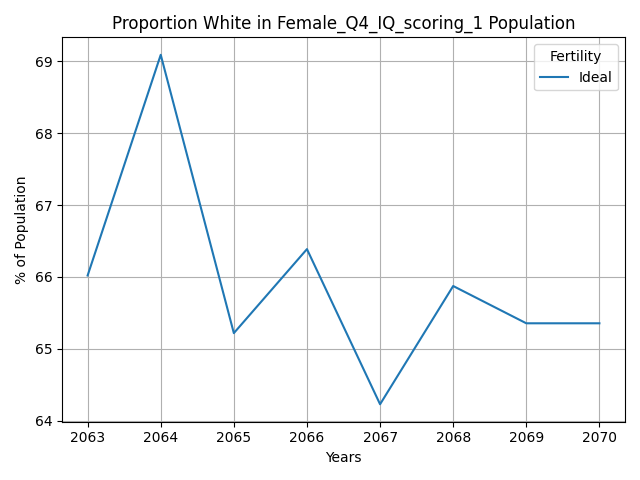 Proportion White in Female_Q4_IQ_scoring_1 Population
Fertility
Ideal
69
68
67
66
65
64
% of Population
2063 2064 2065 2066 2067 2068 2069 2070
Years